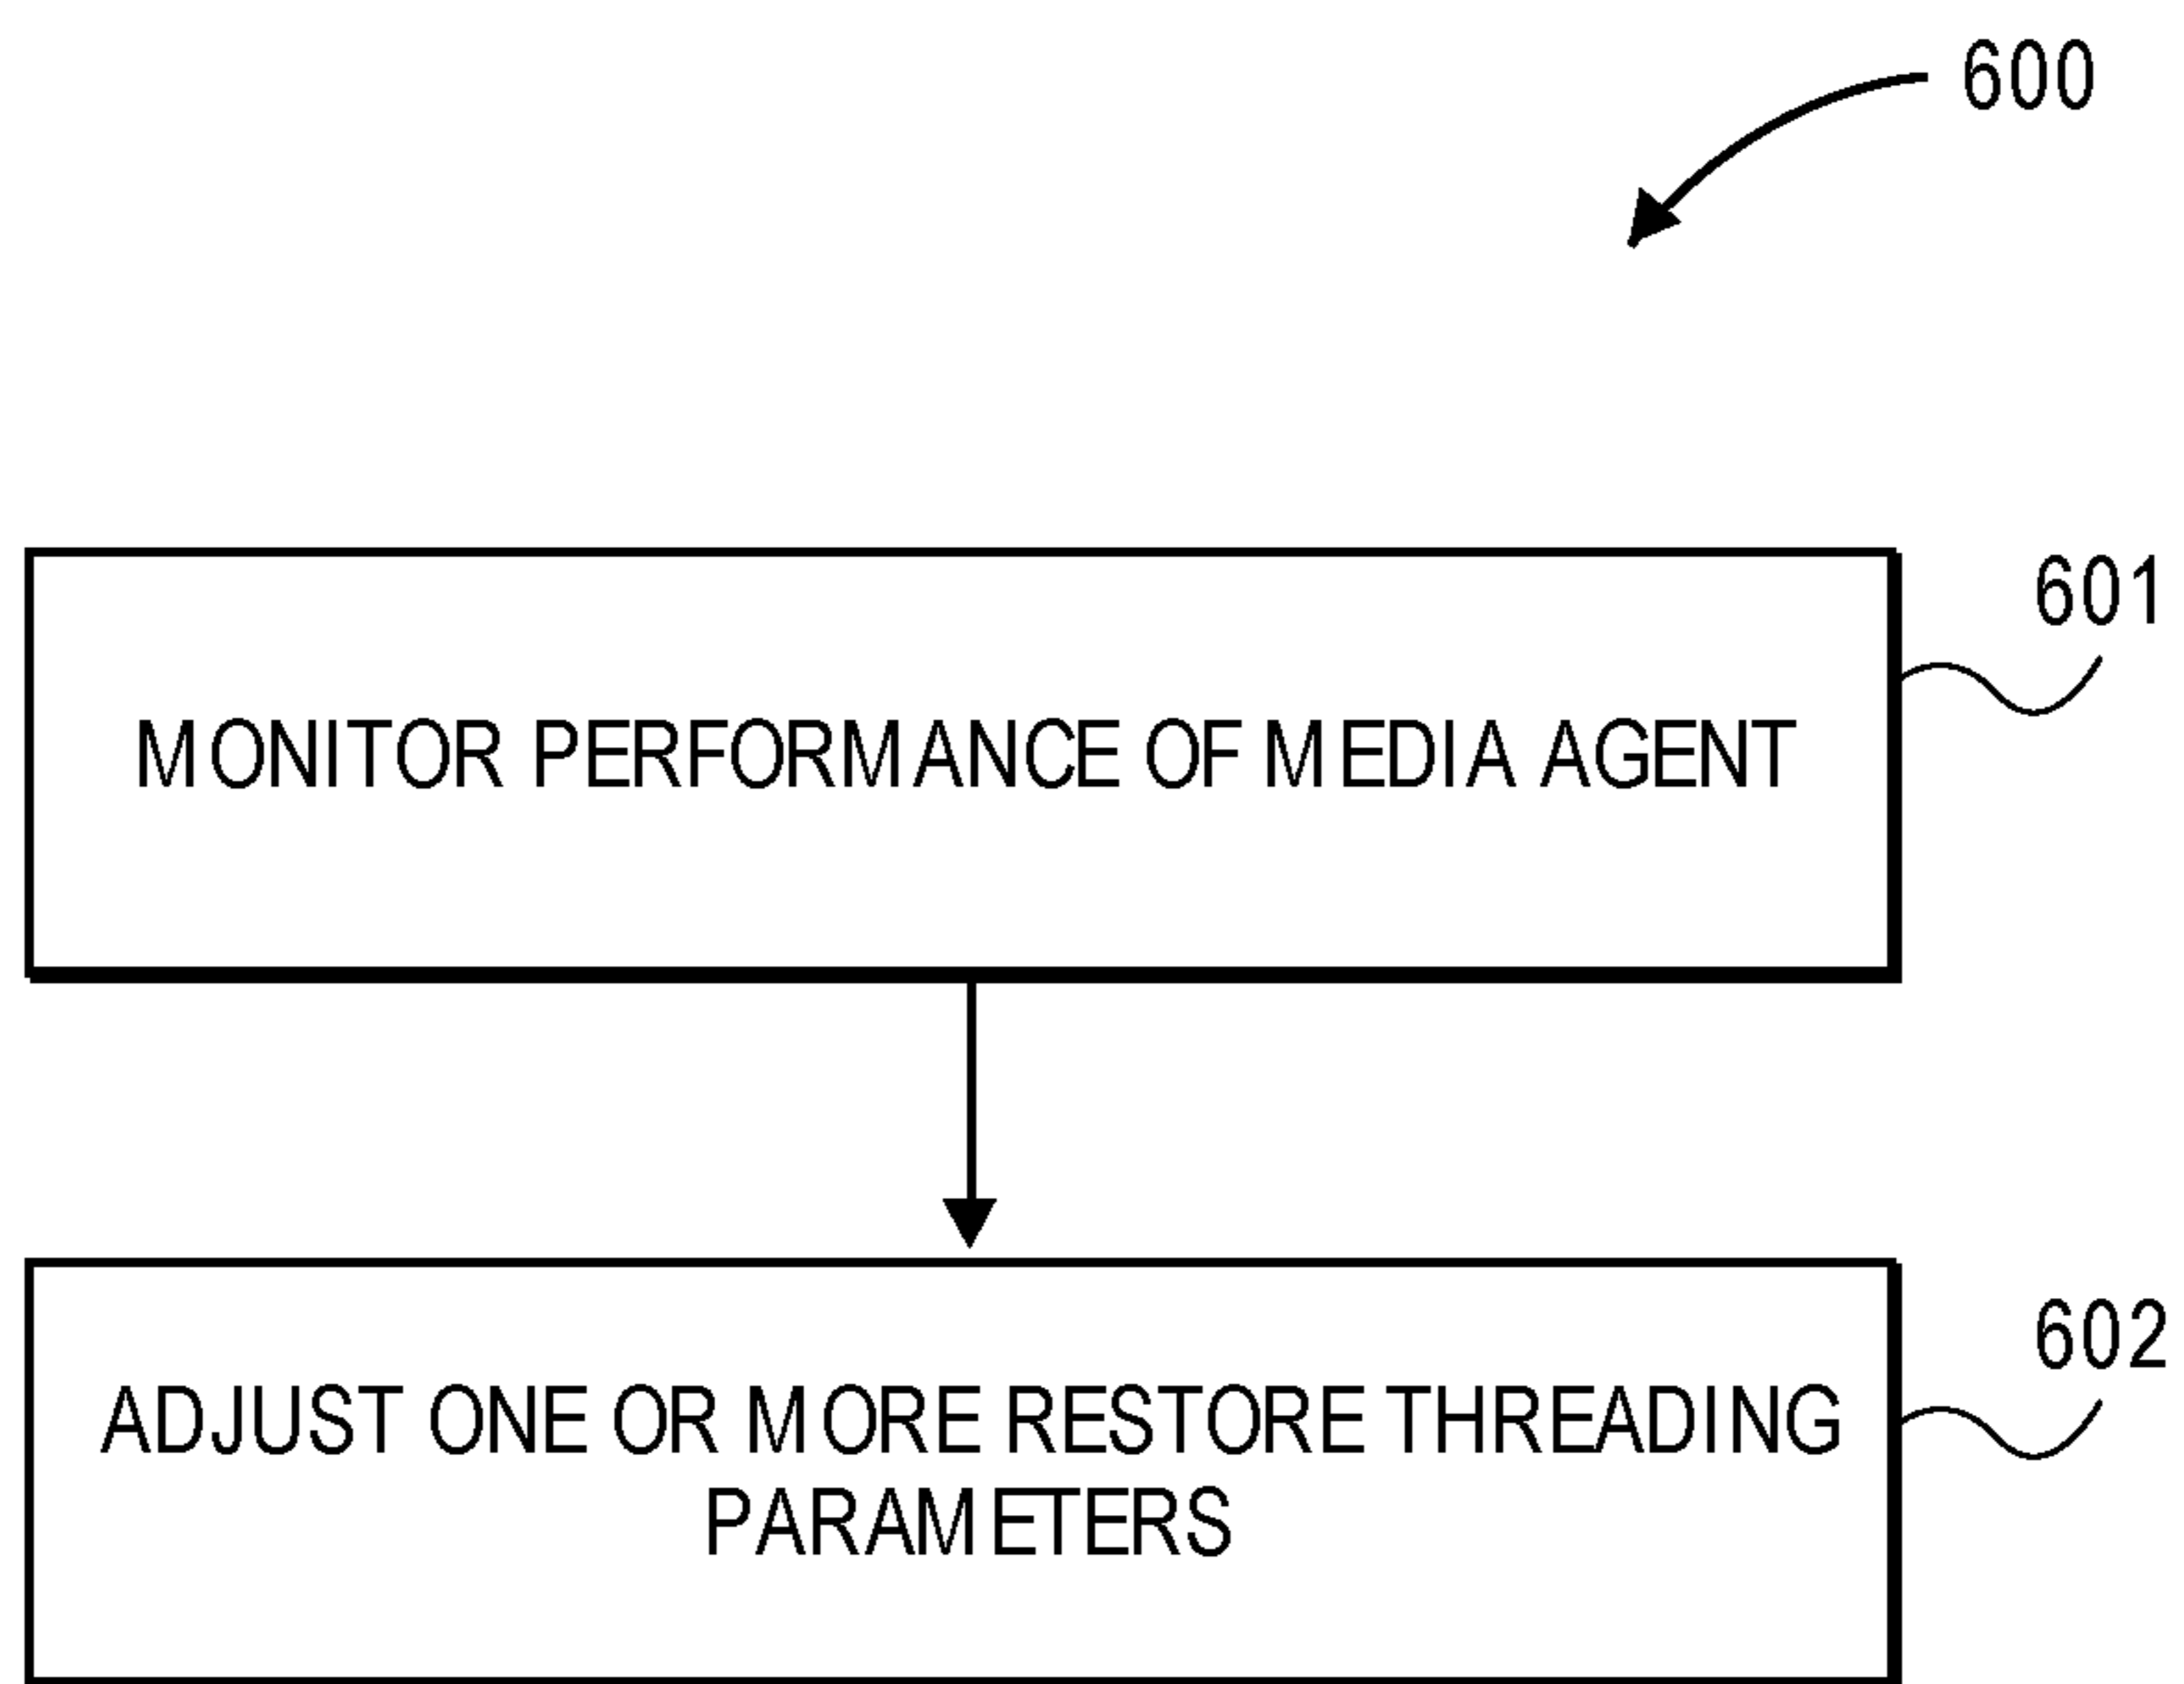 600
601
MONITOR PERFORMANCE OF MEDIA AGENT
602
ADJUST ONE OR MORE RESTORE THREADING
PARAMETERS